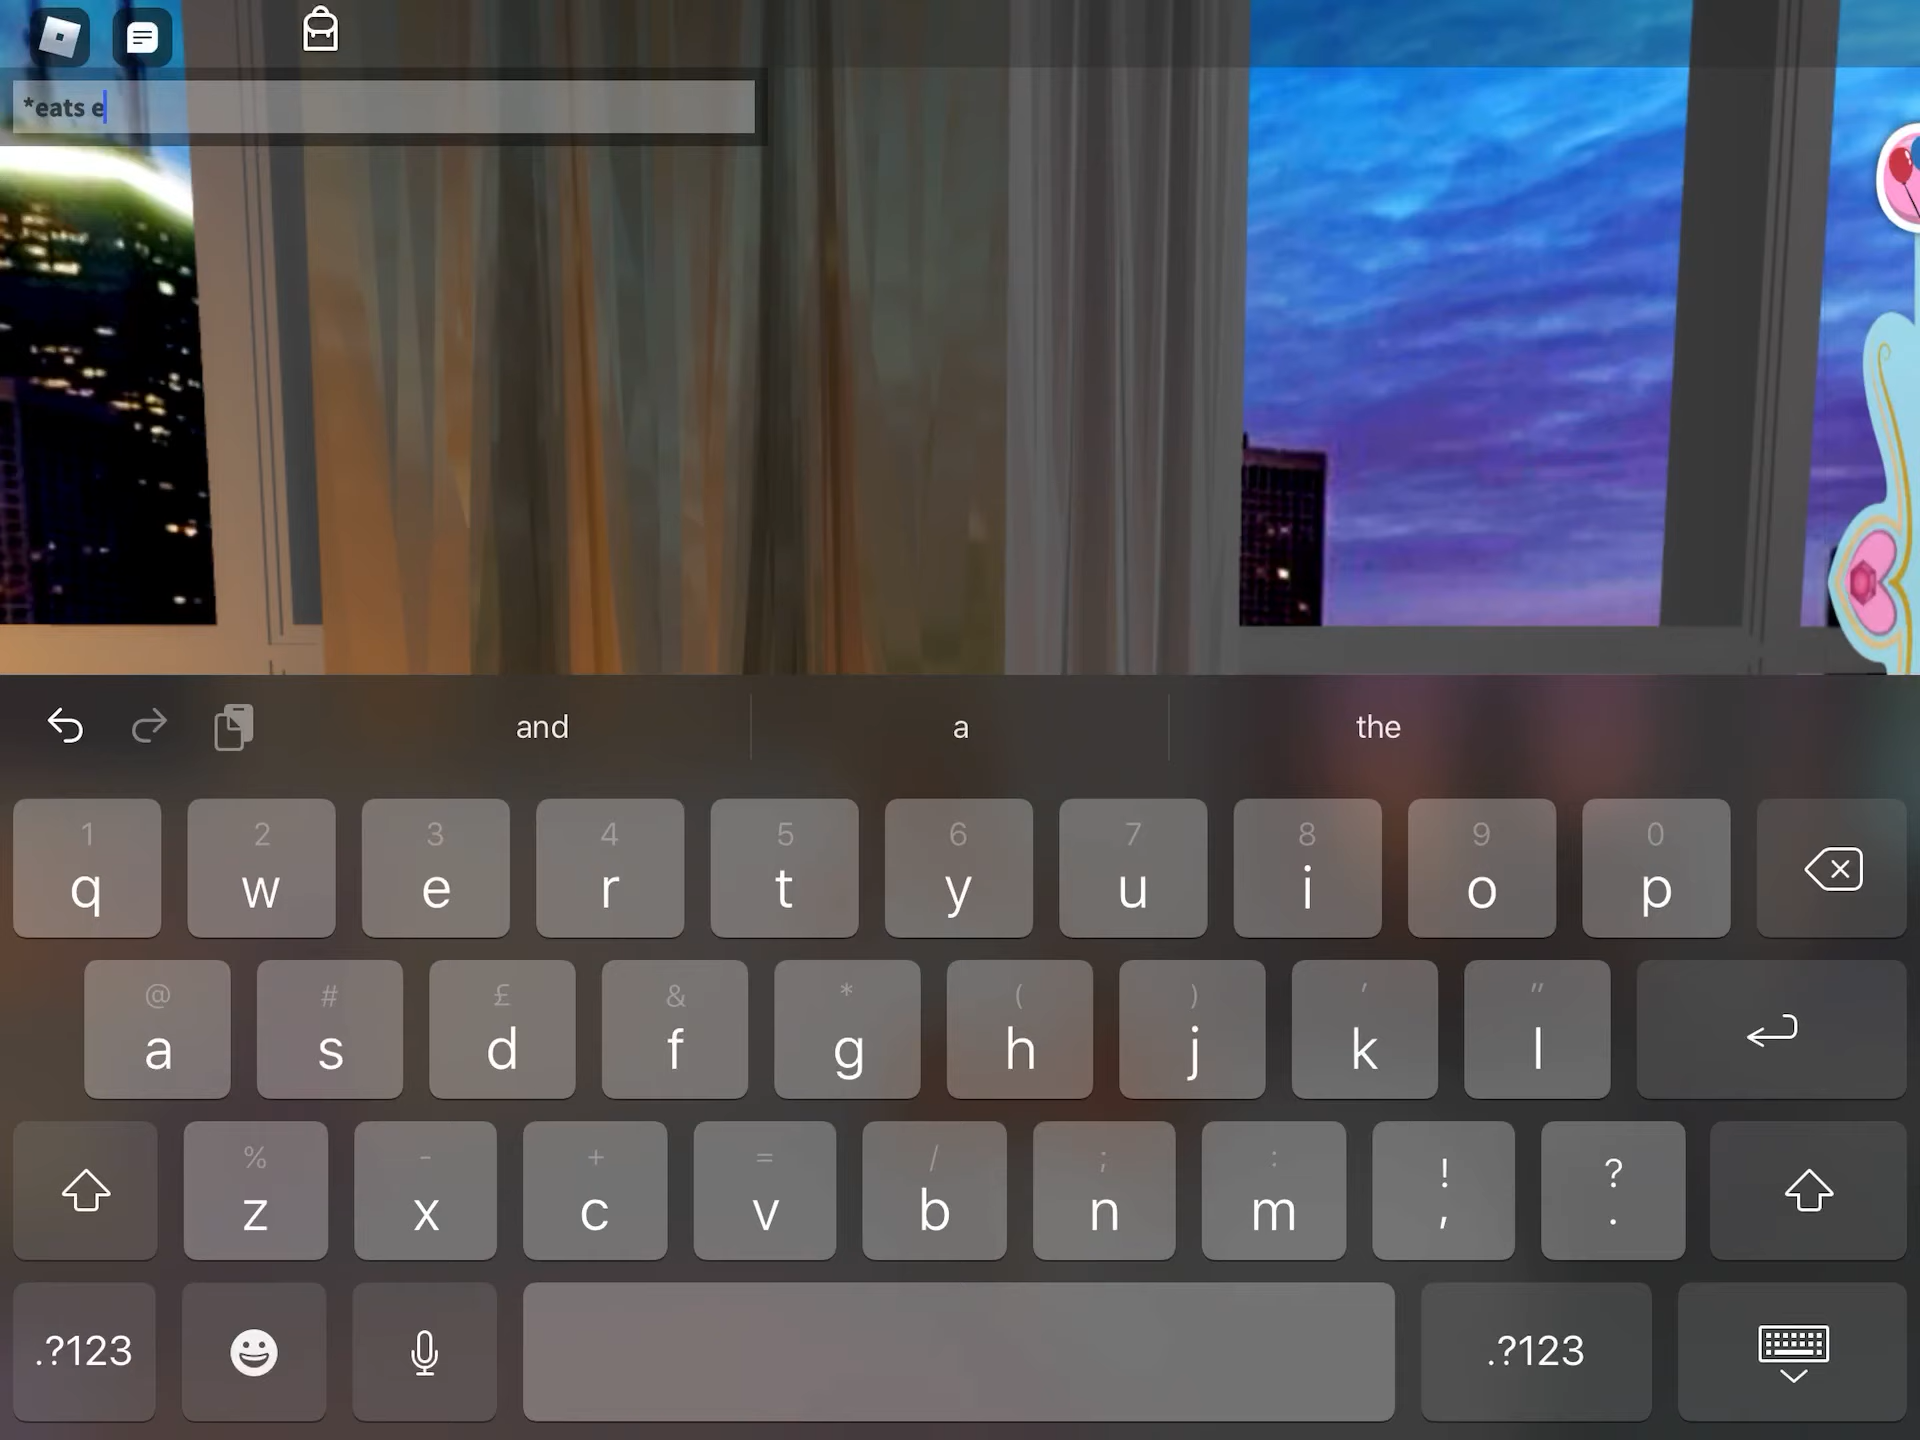 *eats e
and a the
1 2 3 4 5 6 7 8 9 0
q w e r t y u i o p
@ # £ & * ( ) ' "
a s d f g h j k l
% - + = / ; : ! ?
z x c v b n m , .
.?123 .?123